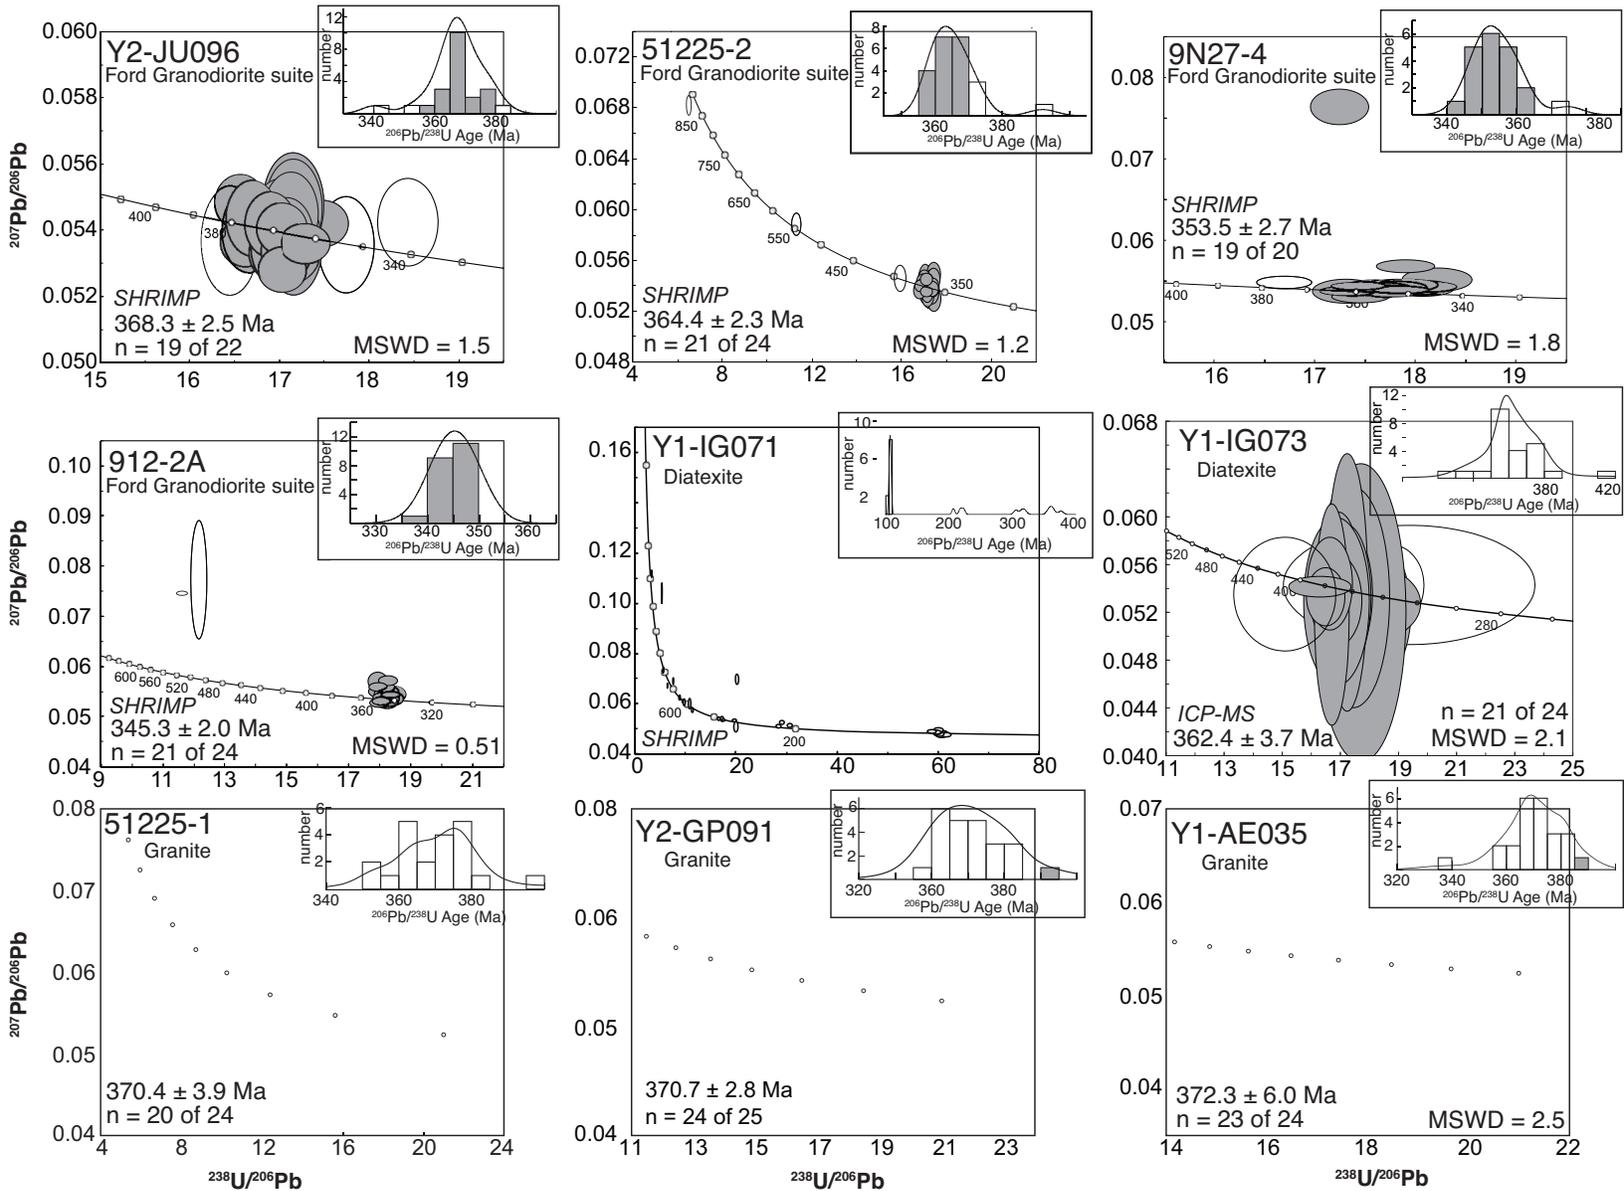 Y2-JU096
Ford Granodiorite suite
SHRIMP
368.3 ± 2.5 Ma
n = 19 of 22
MSWD = 1.5
0.060
0.058
0.056
0.054
0.052
0.050
15 16 17 18 19
400
380
340
number
12
8
4
340 360 380
206Pb/238U Age (Ma)
207Pb/206Pb
51225-2
Ford Granodiorite suite
SHRIMP
364.4 ± 2.3 Ma
n = 21 of 24
MSWD = 1.2
0.072
0.068
0.064
0.060
0.056
0.052
0.048
4 8 12 16 20
850
750
650
550
450
350
number
8
6
4
2
360 380
206Pb/238U Age (Ma)
9N27-4
Ford Granodiorite suite
SHRIMP
353.5 ± 2.7 Ma
n = 19 of 20
MSWD = 1.8
0.08
0.07
0.06
0.05
16 17 18 19
400
380
360
340
number
6
4
2
340 360 380
206Pb/238U Age (Ma)
912-2A
Ford Granodiorite suite
SHRIMP
345.3 ± 2.0 Ma
n = 21 of 24
MSWD = 0.51
0.10
0.09
0.08
0.07
0.06
0.05
0.04
9 11 13 15 17 19 21
600 560 520 480 440 400 360 320
number
12
8
4
330 340 350 360
206Pb/238U Age (Ma)
207Pb/206Pb
Y1-IG071
Diatexite
SHRIMP
0.16
0.12
0.10
0.08
0.06
0.04
0 20 40 60 80
600
200
number
10
6
2
100 200 300 400
206Pb/238U Age (Ma)
Y1-IG073
Diatexite
ICP-MS
362.4 ± 3.7 Ma
n = 21 of 24
MSWD = 2.1
0.068
0.060
0.056
0.052
0.048
0.044
0.040
11 13 15 17 19 21 23 25
520
480
440
400
280
number
12
8
4
380 420
206Pb/238U Age (Ma)
51225-1
Granite
370.4 ± 3.9 Ma
n = 20 of 24
0.08
0.07
0.06
0.05
0.04
4 8 12 16 20 24
number
6
4
2
340 360 380
206Pb/238U Age (Ma)
207Pb/206Pb
238U/206Pb
Y2-GP091
Granite
370.7 ± 2.8 Ma
n = 24 of 25
0.08
0.06
0.05
0.04
11 13 15 17 19 21 23
number
6
4
2
320 360 380
206Pb/238U Age (Ma)
238U/206Pb
Y1-AE035
Granite
372.3 ± 6.0 Ma
n = 23 of 24
MSWD = 2.5
0.07
0.06
0.05
0.04
14 16 18 20 22
number
6
4
2
320 360 380
206Pb/238U Age (Ma)
238U/206Pb